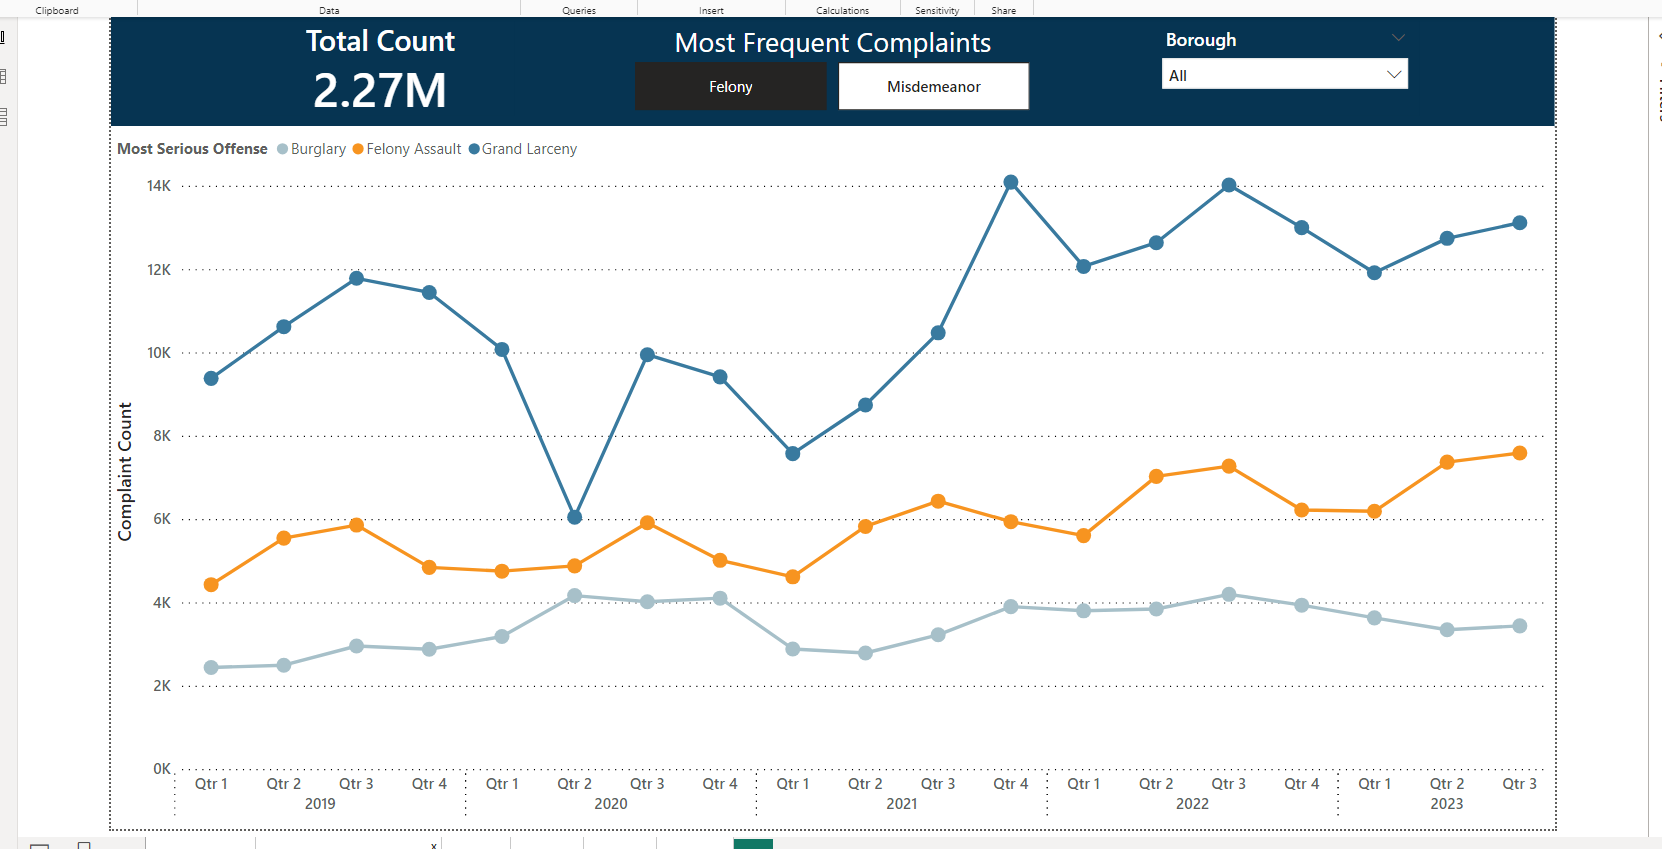 Clipboard Data Queries Insert Calculations Sensitivity Share
Total Count
2.27M
Most Frequent Complaints
Felony Misdemeanor
Borough
All
Most Serious Offense Burglary Felony Assault Grand Larceny
Complaint Count
14K
12K
10K
8K
6K
4K
2K
0K
Qtr 1 Qtr 2 Qtr 3 Qtr 4 Qtr 1 Qtr 2 Qtr 3 Qtr 4 Qtr 1 Qtr 2 Qtr 3 Qtr 4 Qtr 1 Qtr 2 Qtr 3 Qtr 4 Qtr 1 Qtr 2 Qtr 3
2019 2020 2021 2022 2023
x